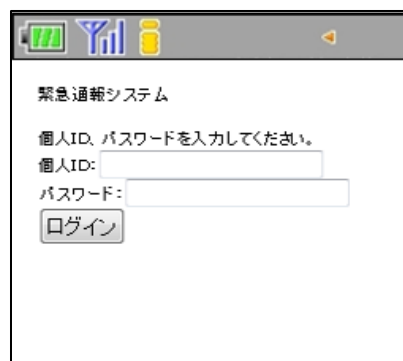 緊急通報システム
個人ID、パスワードを入力してください。
個人ID:
パスワード:
ログイン